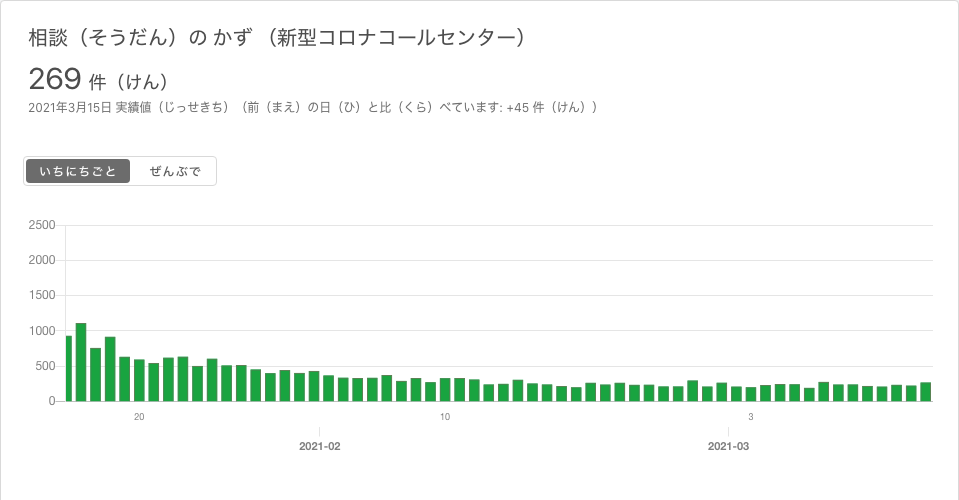 相談（そうだん）の かず （新型コロナコールセンター）
269 件（けん）
2021年3月15日 実績値（じっせきち）（前（まえ）の日（ひ）と比（くら）べています: +45 件（けん））
いちにちごと ぜんぶで
2500
2000
1500
1000
500
0
20 10 3
2021-02 2021-03